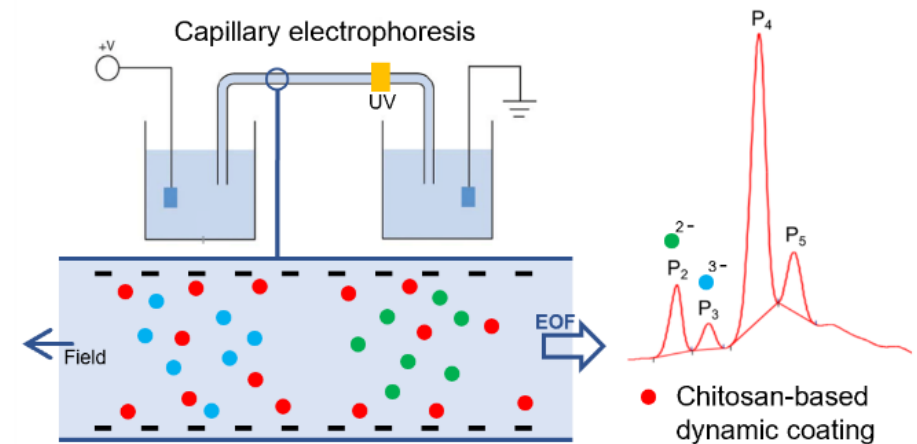 Capillary electrophoresis
+V
UV
P₄
2−
P₂
3−
P₃
P₅
Field
EOF
Chitosan-based
dynamic coating